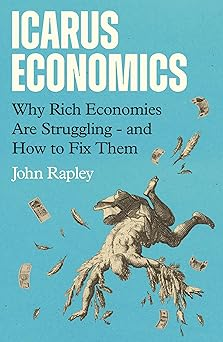 ICARUS
ECONOMICS
Why Rich Economies
Are Struggling – and
How to Fix Them
John Rapley